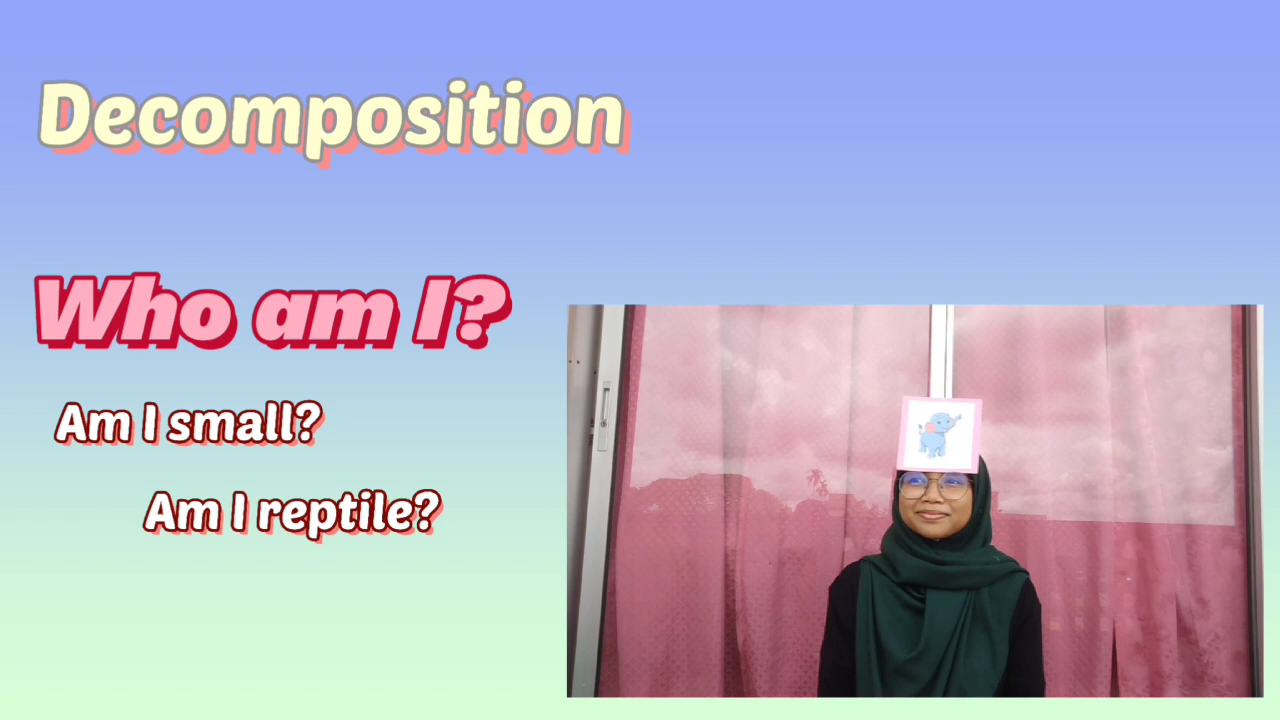 Decomposition
Who am I?
Am I small?
Am I reptile?